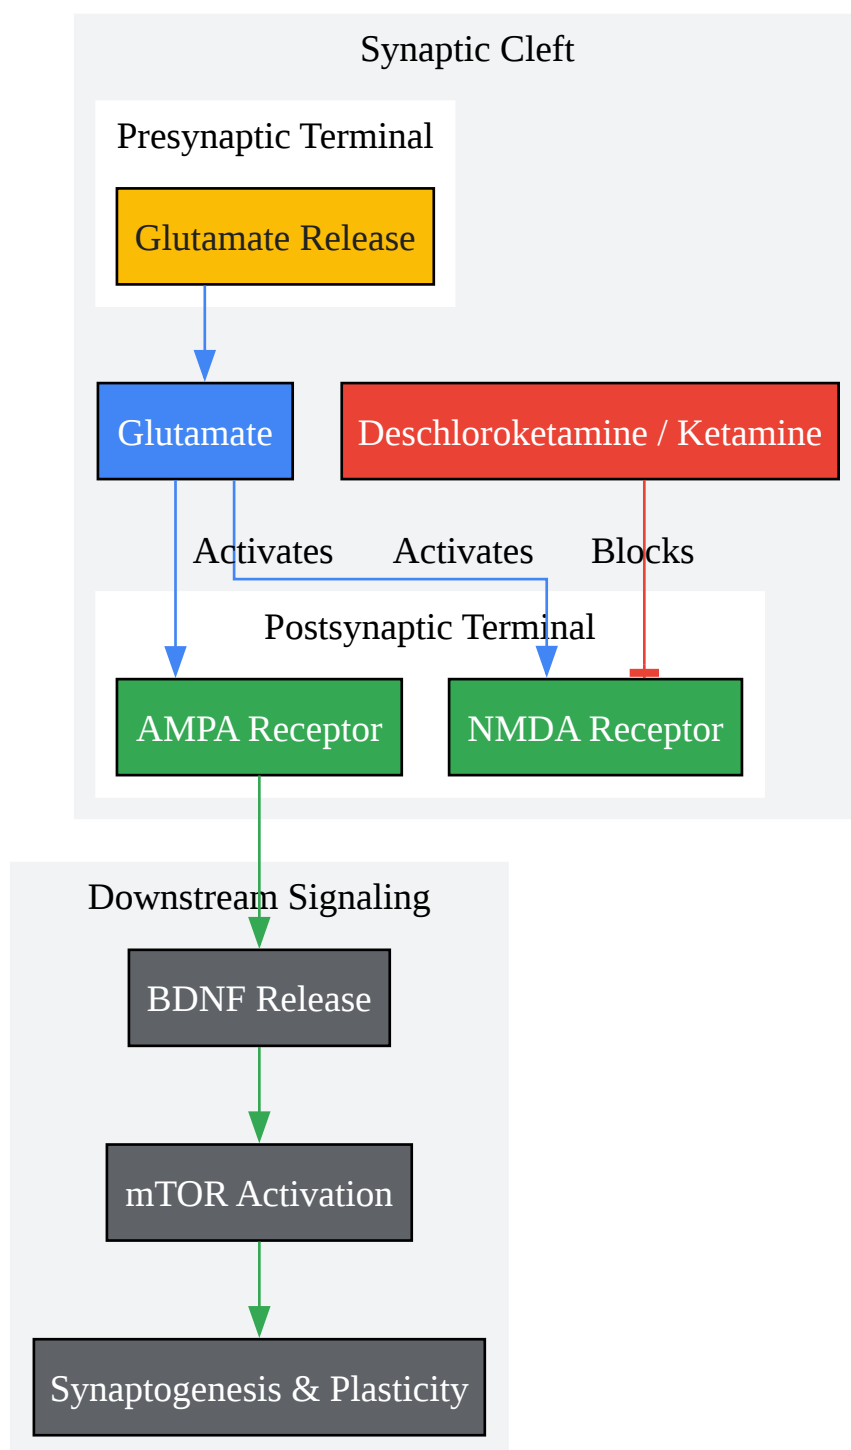 Synaptic Cleft
Presynaptic Terminal
Glutamate Release
Glutamate
Deschloroketamine / Ketamine
Activates
Activates
Blocks
Postsynaptic Terminal
AMPA Receptor
NMDA Receptor
Downstream Signaling
BDNF Release
mTOR Activation
Synaptogenesis & Plasticity